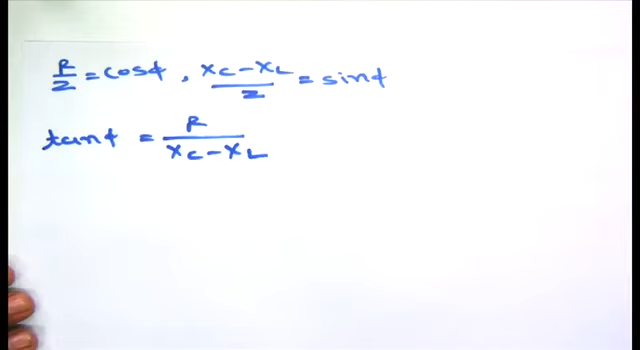 R/Z = cosϕ, (X_C - X_L)/Z = sinϕ
tanϕ = R/(X_C - X_L)